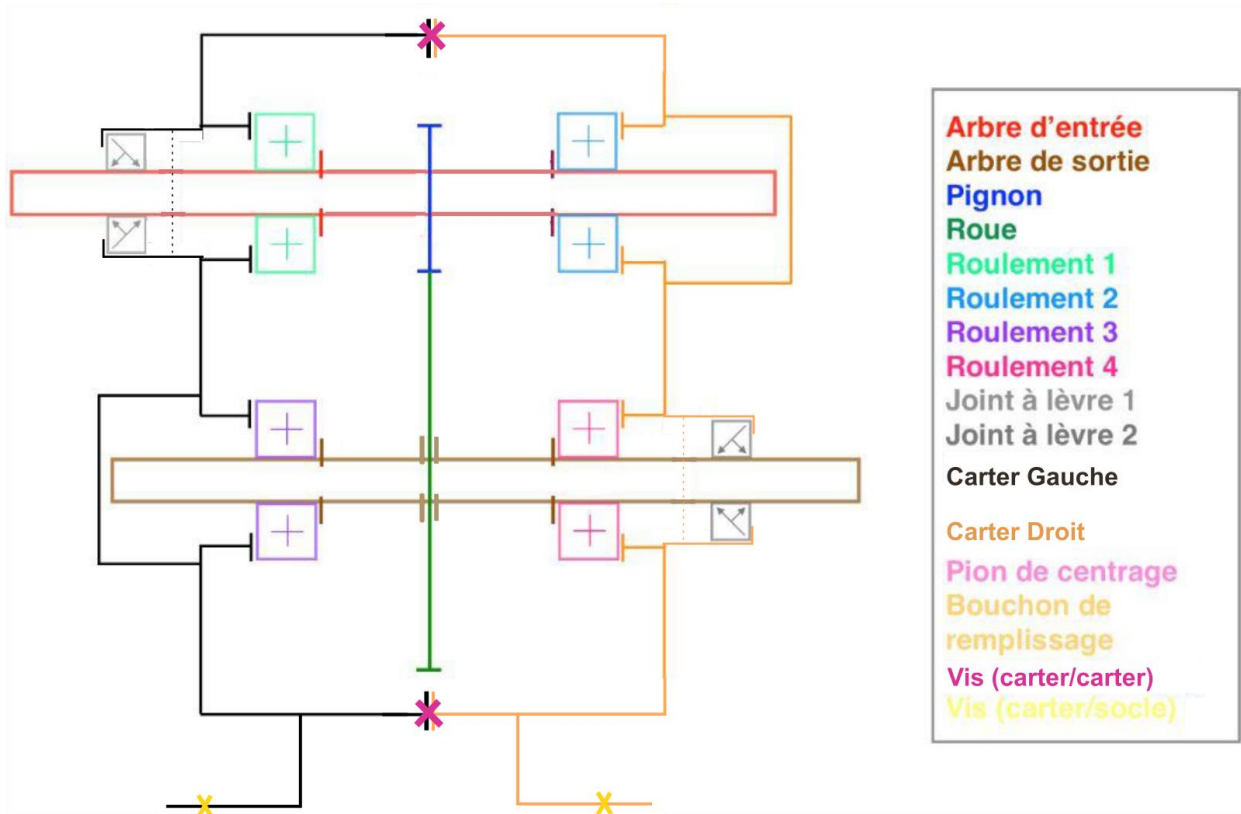 Arbre d'entrée
Arbre de sortie
Pignon
Roue
Roulement 1
Roulement 2
Roulement 3
Roulement 4
Joint à lèvre 1
Joint à lèvre 2
Carter Gauche
Carter Droit
Pion de centrage
Bouchon de
remplissage
Vis (carter/carter)
Vis (carter/socle)